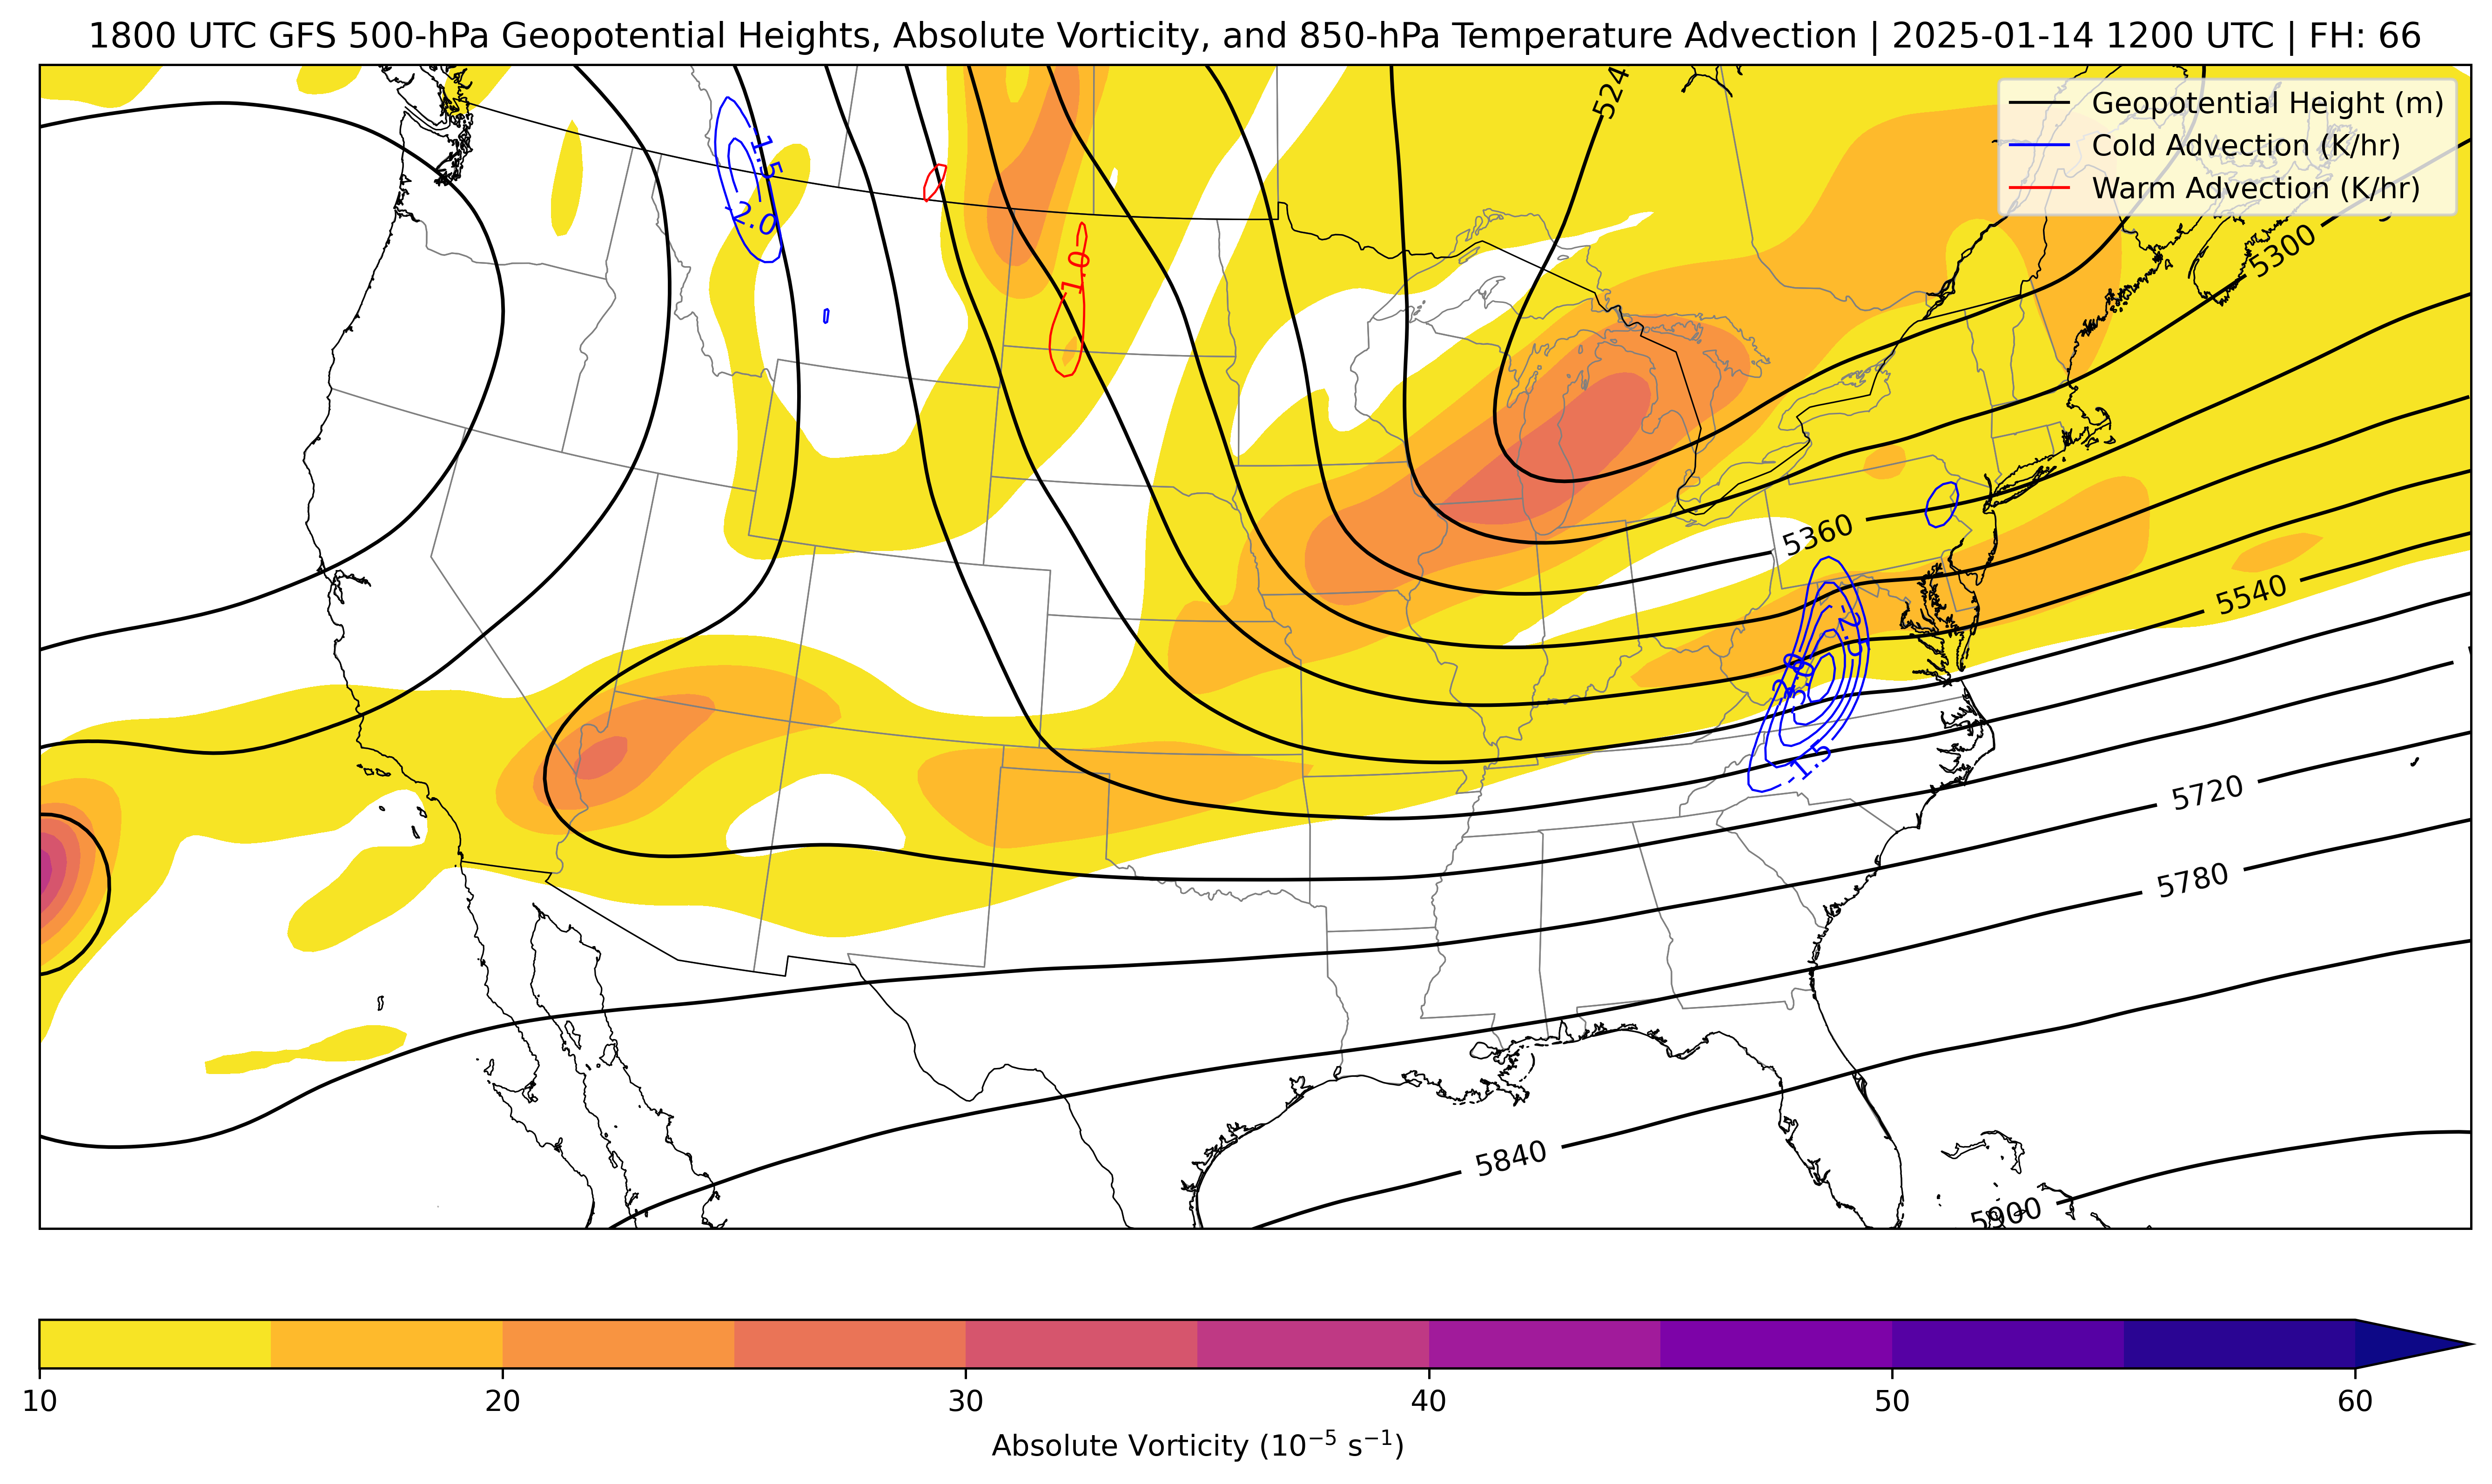 1800 UTC GFS 500-hPa Geopotential Heights, Absolute Vorticity, and 850-hPa Temperature Advection | 2025-01-14 1200 UTC | FH: 66
Geopotential Height (m)
Cold Advection (K/hr)
Warm Advection (K/hr)
-1.5
-2.0
1.0
524
5300
5360
5540
-2.5
-3.0
-1.5
5720
5780
5840
5900
10 20 30 40 50 60
Absolute Vorticity (10⁻⁵ s⁻¹)